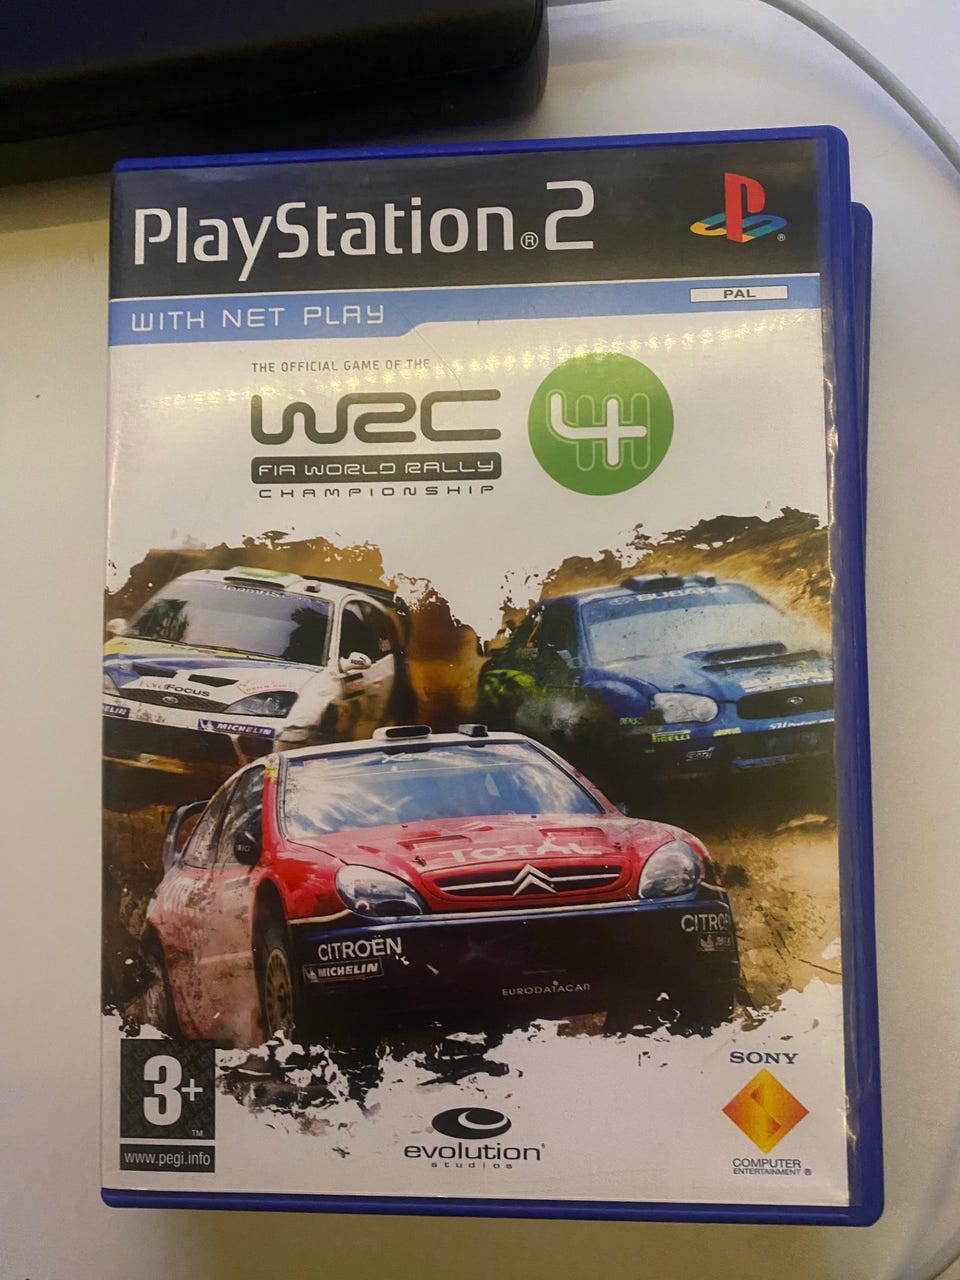 PlayStation®2
®
PAL
WITH NET PLAY
THE OFFICIAL GAME OF THE
WRC 4
FIA WORLD RALLY
CHAMPIONSHIP
SUBARU
Focus
MICHELIN
PIRELLI
TOTAL
CITROËN
MICHELIN
EURODATACAR
3+
TM
www.pegi.info
evolution
studios
SONY
COMPUTER
ENTERTAINMENT ®